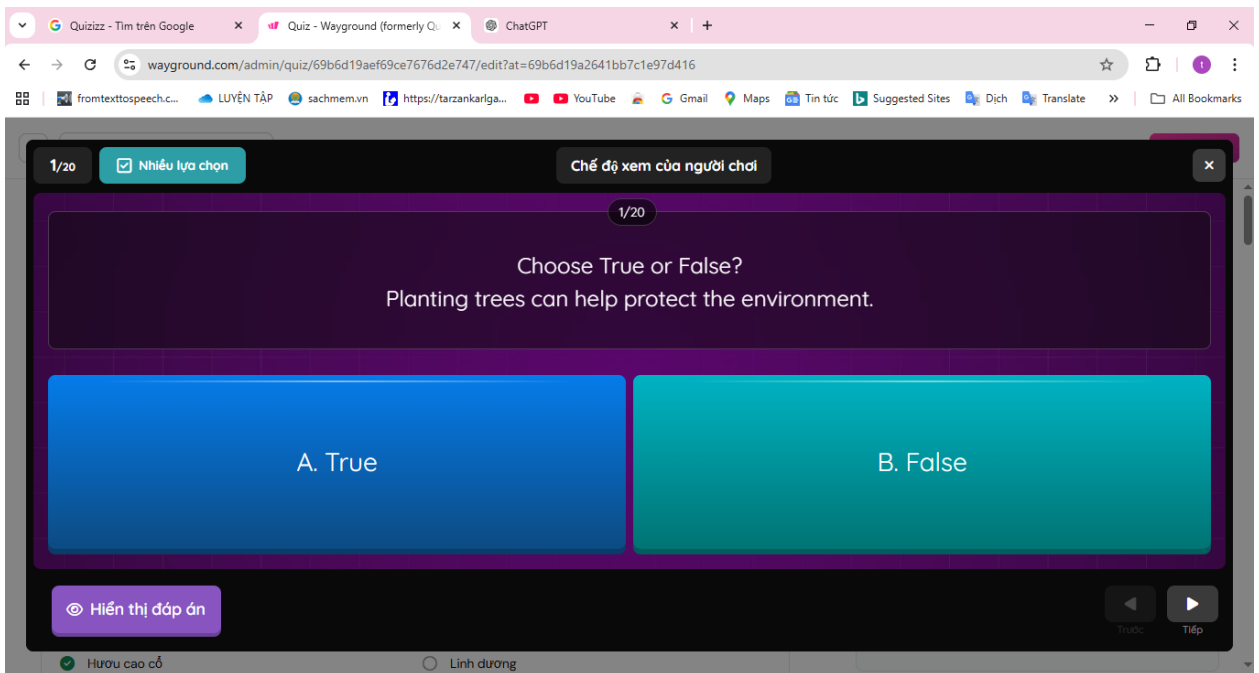 Quizizz - Tìm trên Google
Quiz - Wayground (formerly Qu
ChatGPT
wayground.com/admin/quiz/69b6d19aef69ce7676d2e747/edit?at=69b6d19a2641bb7c1e97d416
fromtexttospeech.c...
LUYỆN TẬP
sachmem.vn
https://tarzankarlga...
YouTube
Gmail
Maps
Tin tức
Suggested Sites
Dịch
Translate
All Bookmarks
1/20
Nhiều lựa chọn
Chế độ xem của người chơi
1/20
Choose True or False?
Planting trees can help protect the environment.
A. True
B. False
Hiển thị đáp án
Trước
Tiếp
Hươu cao cổ
Linh dương